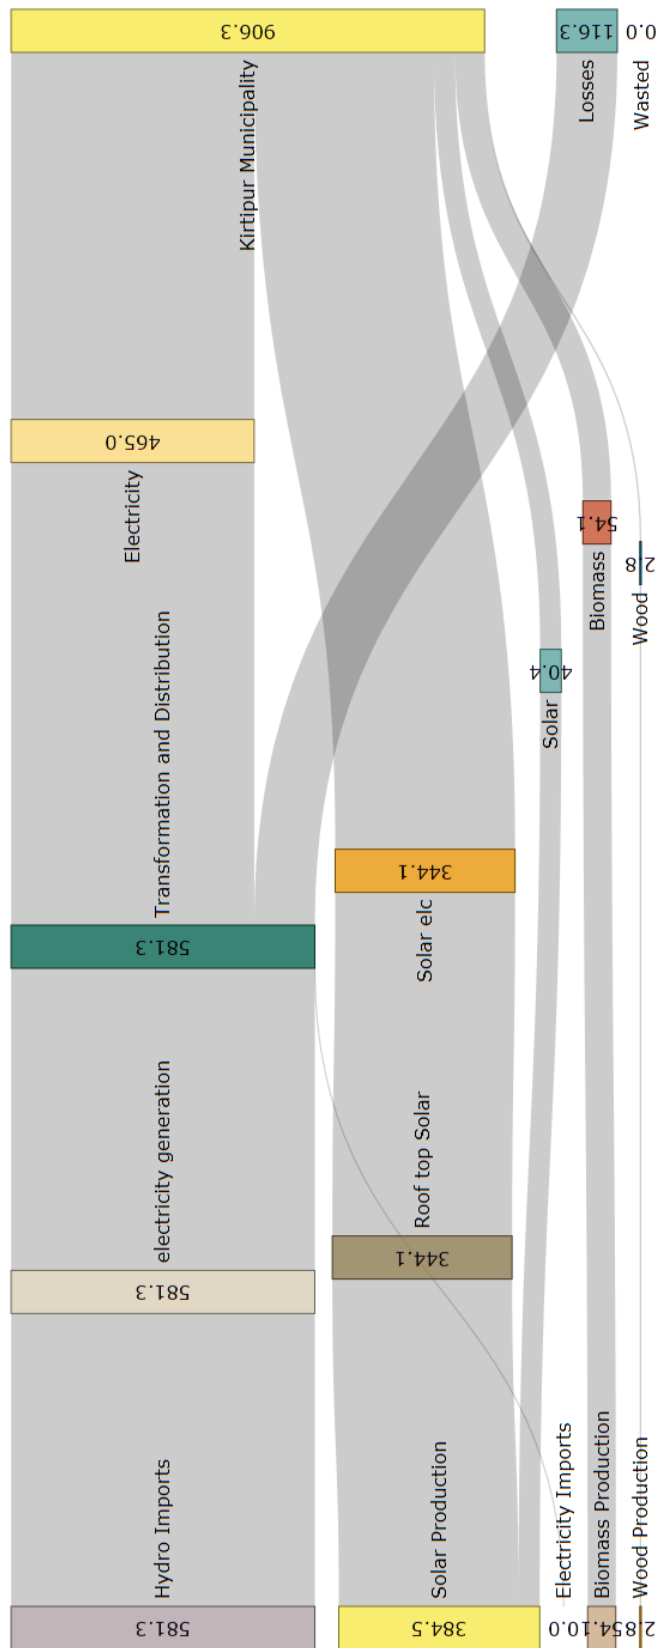 906.3
Kirtipur Municipality
116.3
Losses
0.0
Wasted
465.0
Electricity
54.1
Biomass
2.8
Wood
40.4
Solar
344.1
Solar elc
581.3
Transformation and Distribution
344.1
Roof top Solar
581.3
electricity generation
581.3
Hydro Imports
384.5
Solar Production
0.0
Electricity Imports
54.1
Biomass Production
2.8
Wood Production